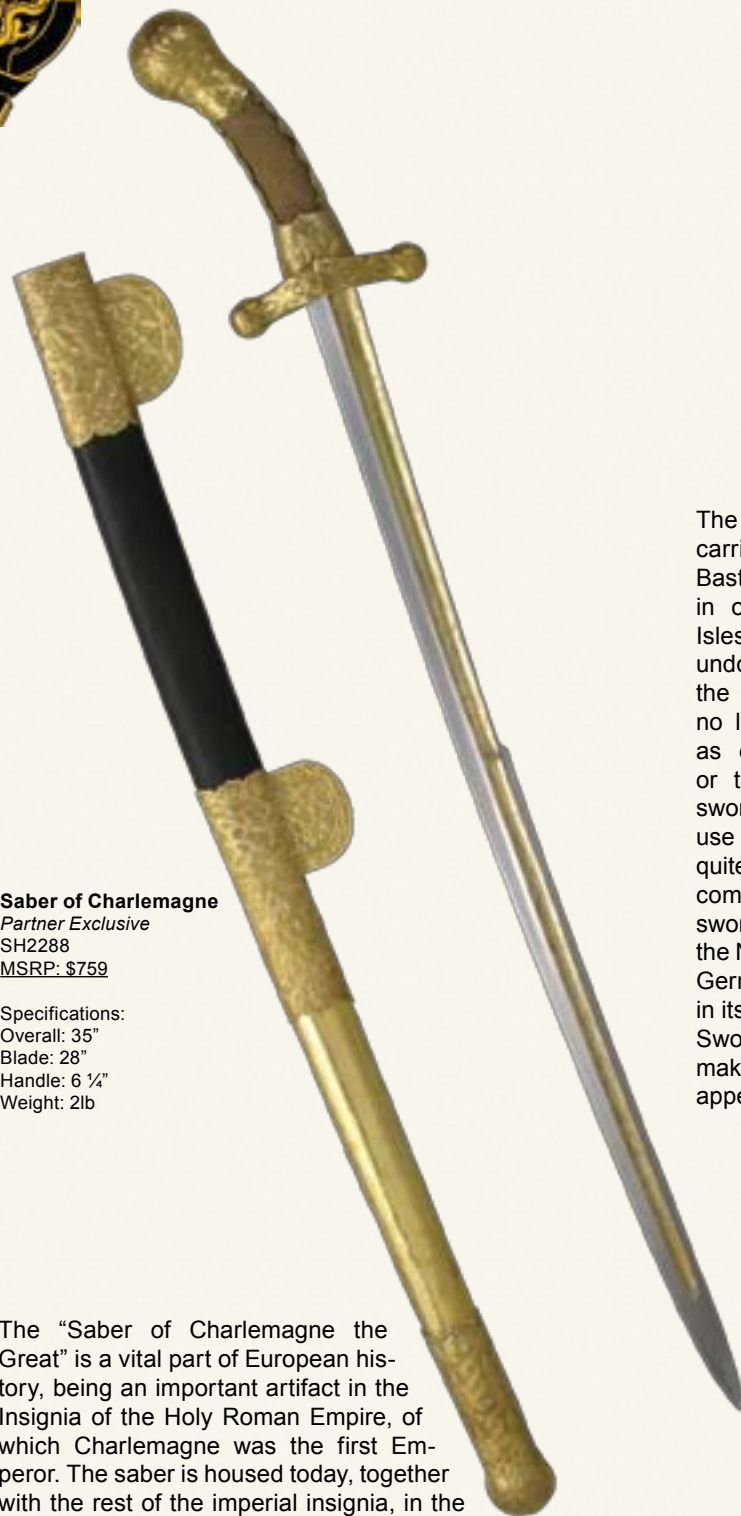 Saber of Charlemagne
Partner Exclusive
SH2288
MSRP: $759
Specifications:
Overall: 35”
Blade: 28”
Handle: 6 ¼”
Weight: 2lb
The “Saber of Charlemagne the
Great” is a vital part of European his-
tory, being an important artifact in the
Insignia of the Holy Roman Empire, of
which Charlemagne was the first Em-
peror. The saber is housed today, together
with the rest of the imperial insignia, in the
The
carri
Bast
in o
Isles
undo
the
no l
as
or t
swor
use
quite
com
swor
the N
Gern
in its
Swo
mak
appe